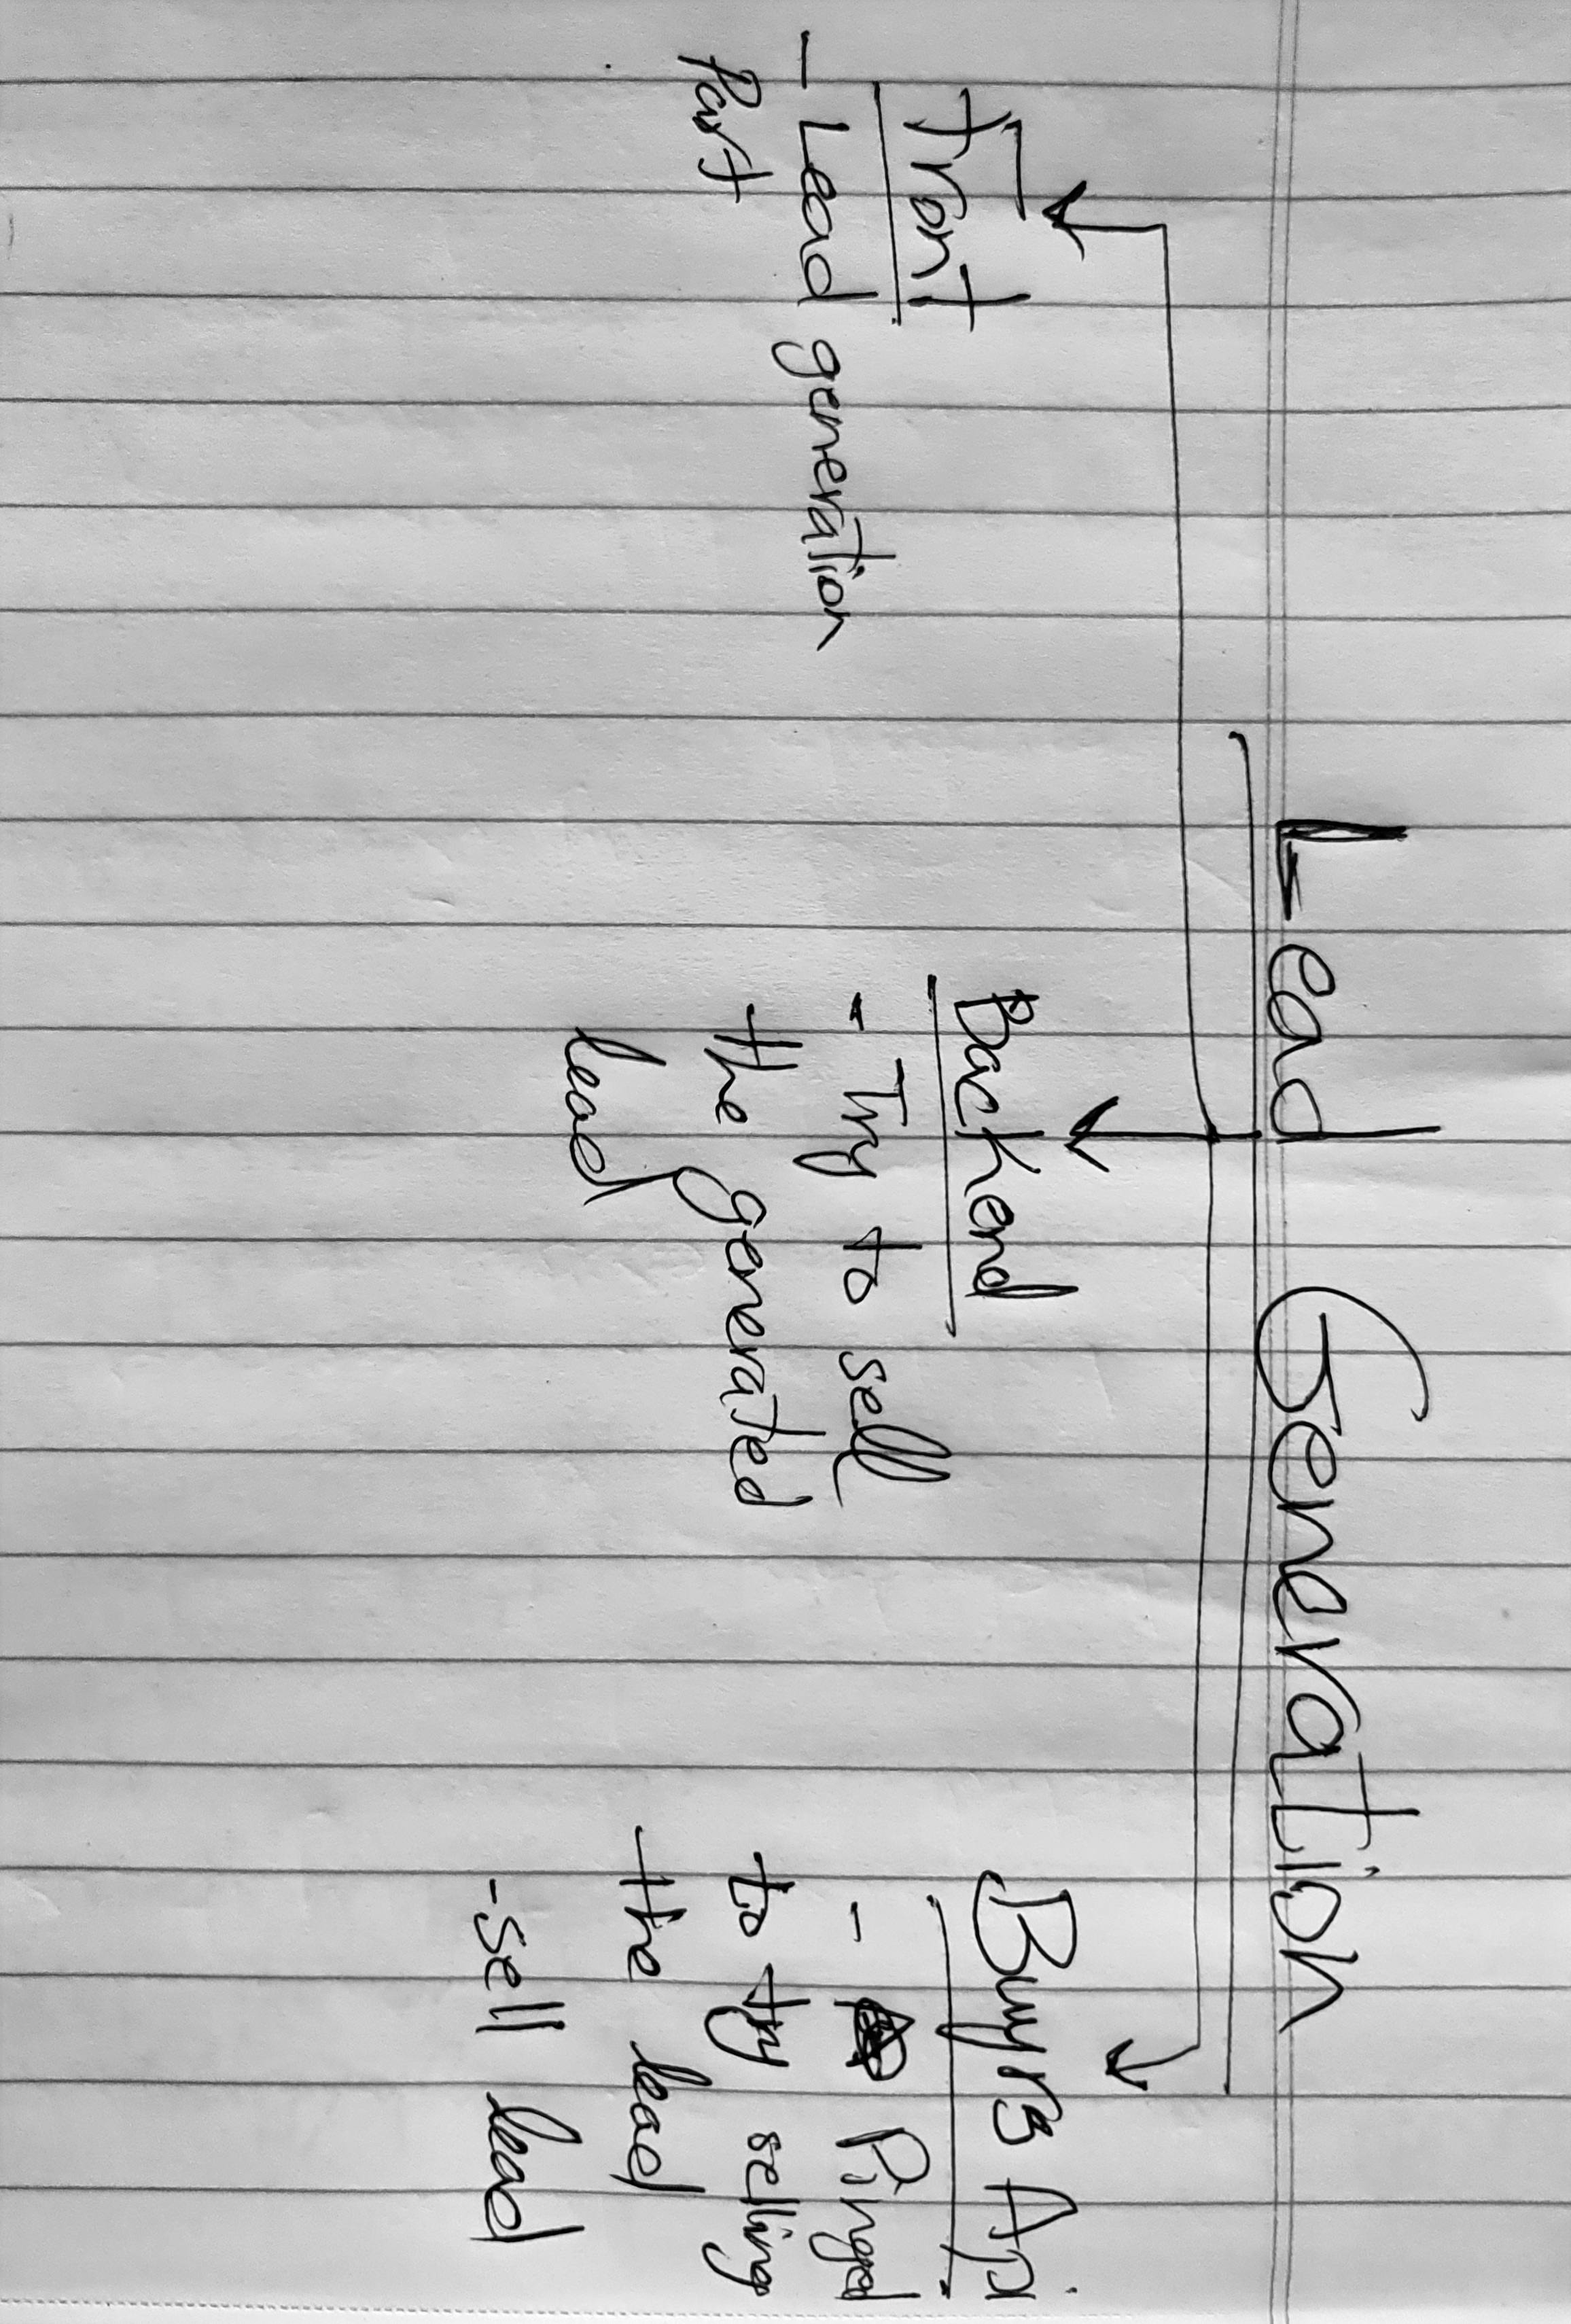 Lead Generation
Front
- Lead generation
Part
Backend
- Try to sell
the generated
lead
Buyrs Api
- Pinged
to try selling
the lead
- sell lead